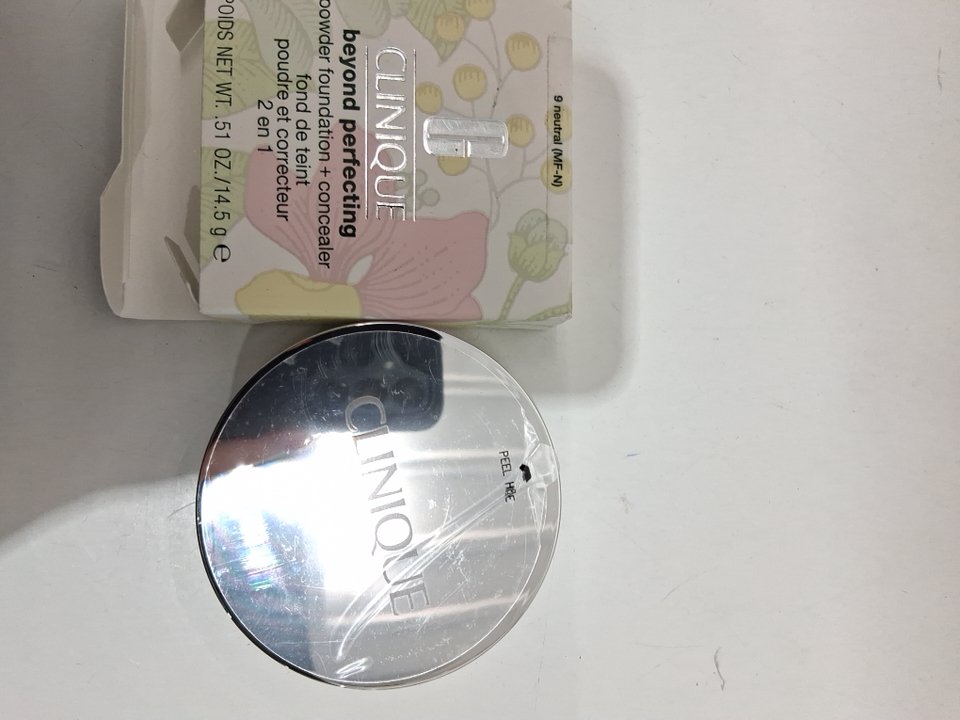 9 neutral (MF-N)
CLINIQUE
beyond perfecting
powder foundation + concealer
fond de teint
poudre et correcteur
2 en 1
POIDS NET WT. .51 OZ./14.5 g e
PEEL HERE
CLINIQUE